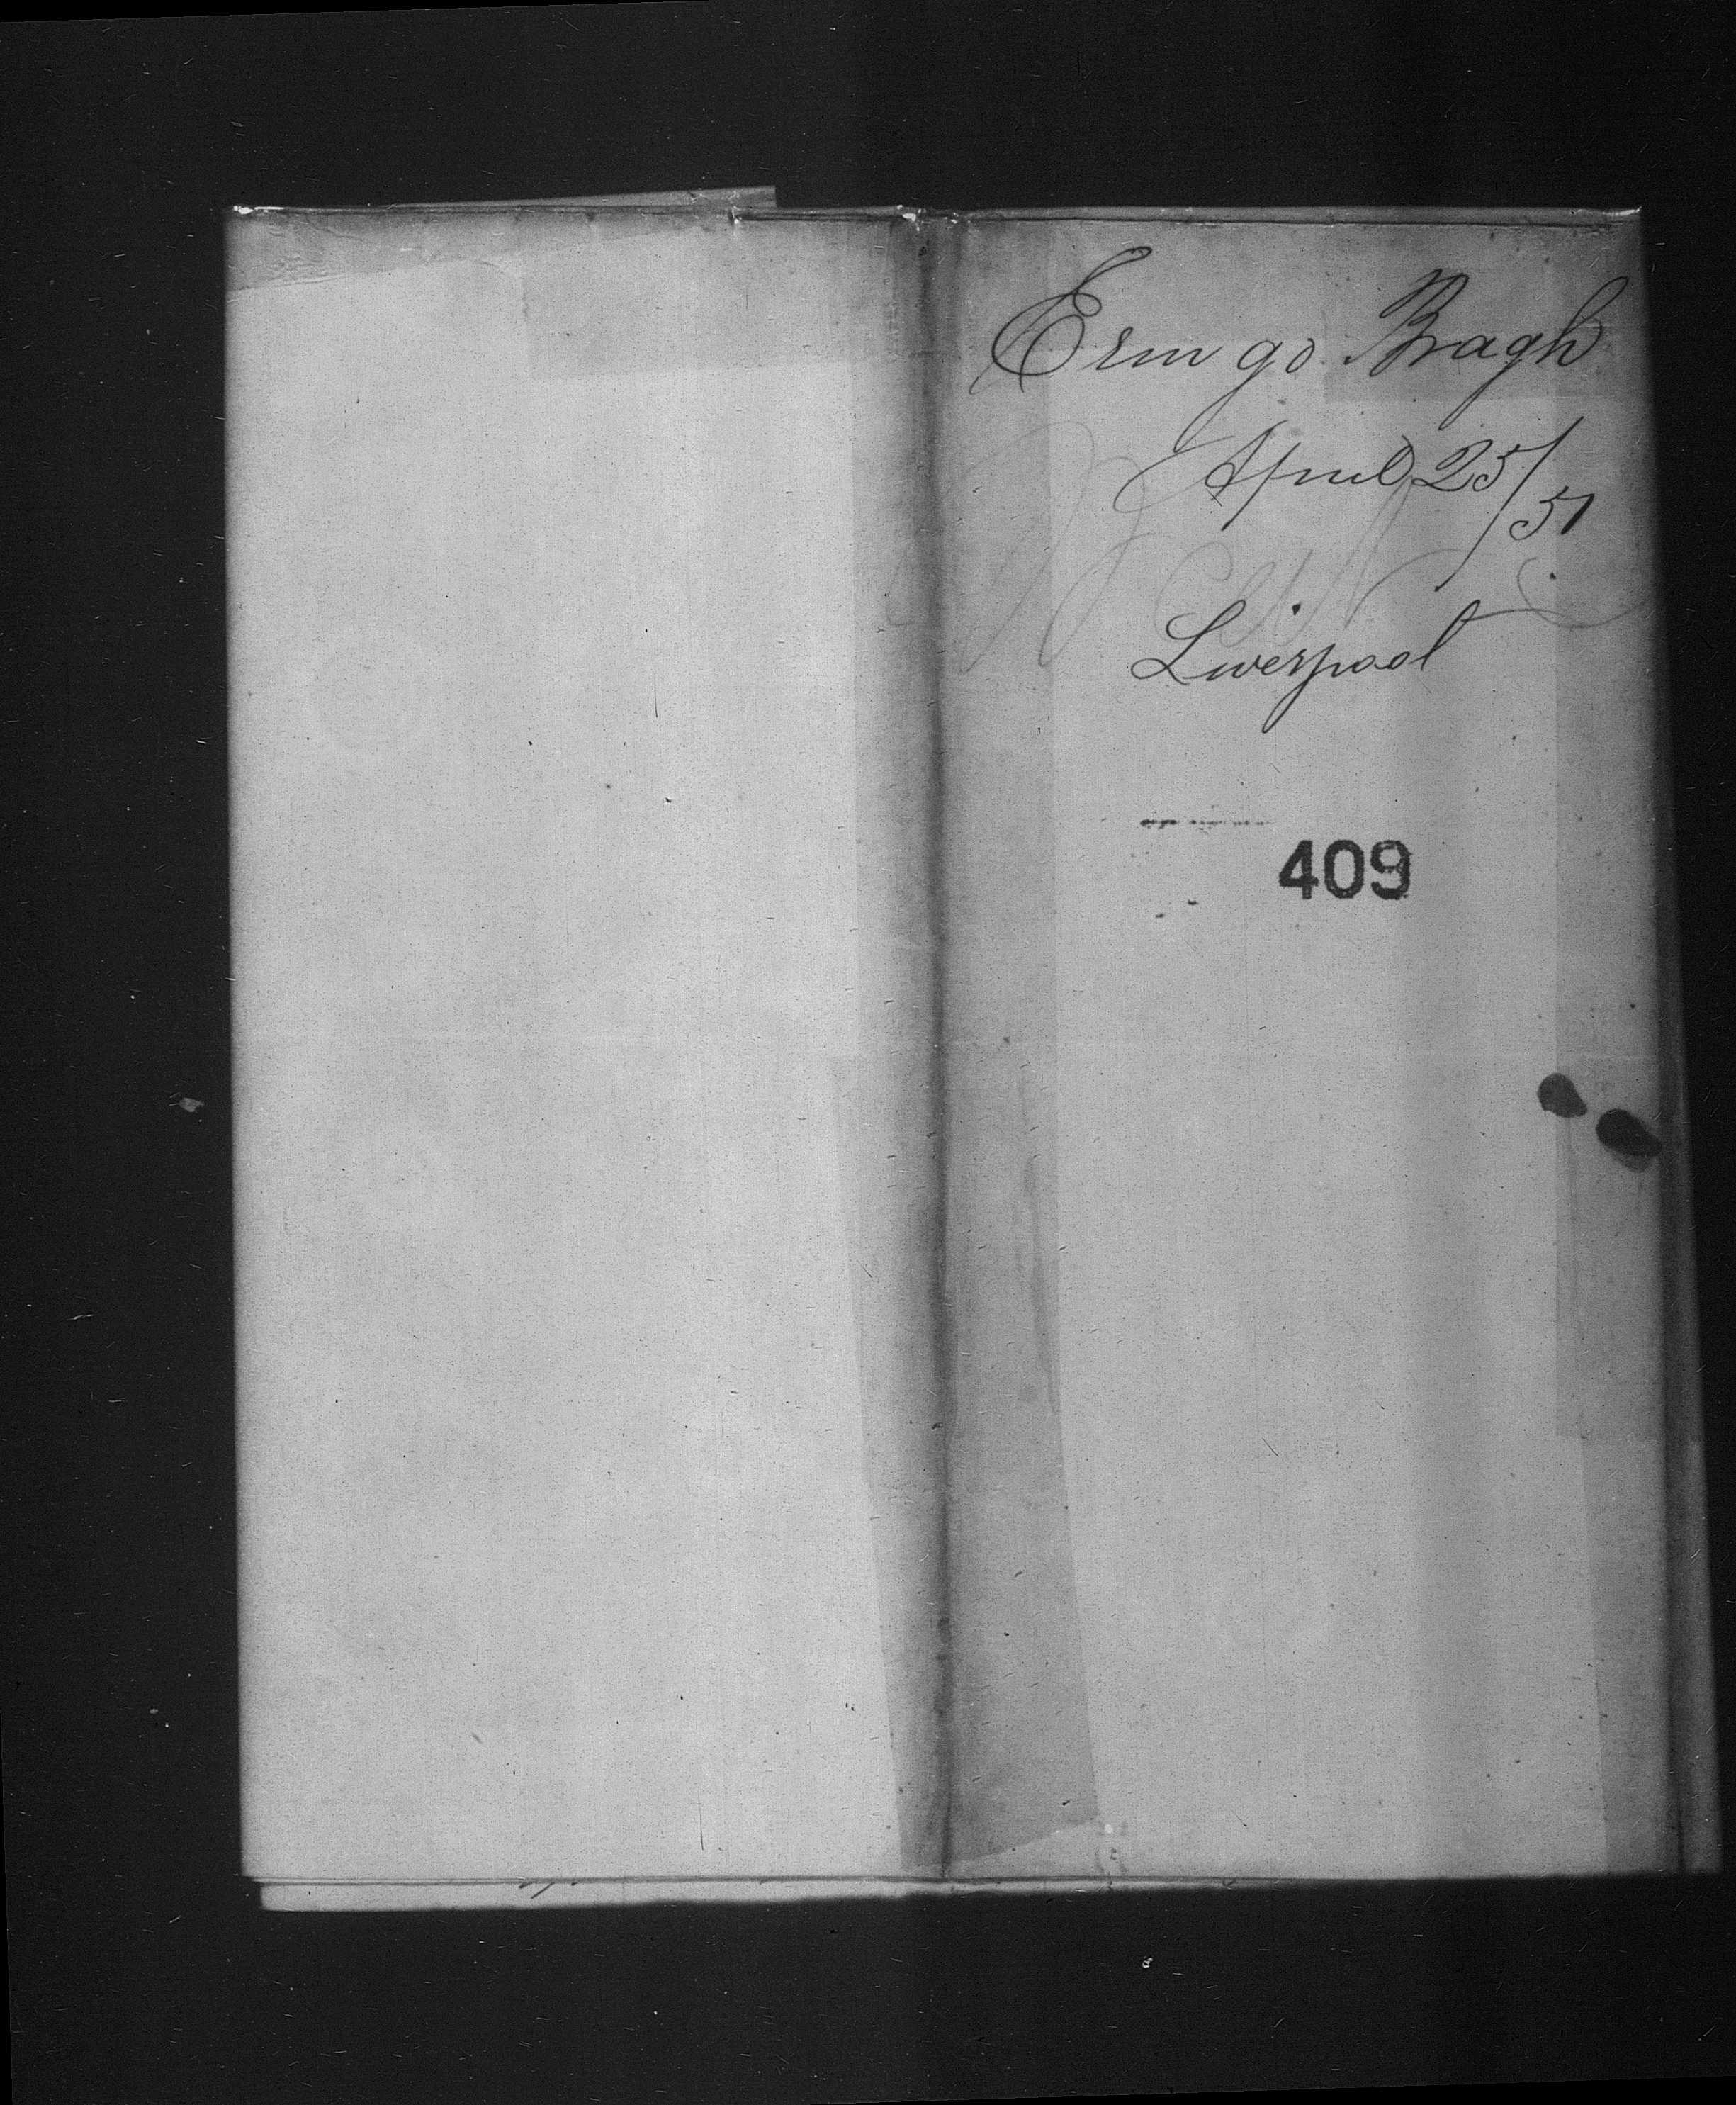 Erin go Bragh
April 25/51
Liverpool
409